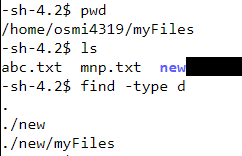 -sh-4.2$ pwd
/home/osmi4319/myFiles
-sh-4.2$ ls
abc.txt  mnp.txt  new
-sh-4.2$ find -type d
.
./new
./new/myFiles